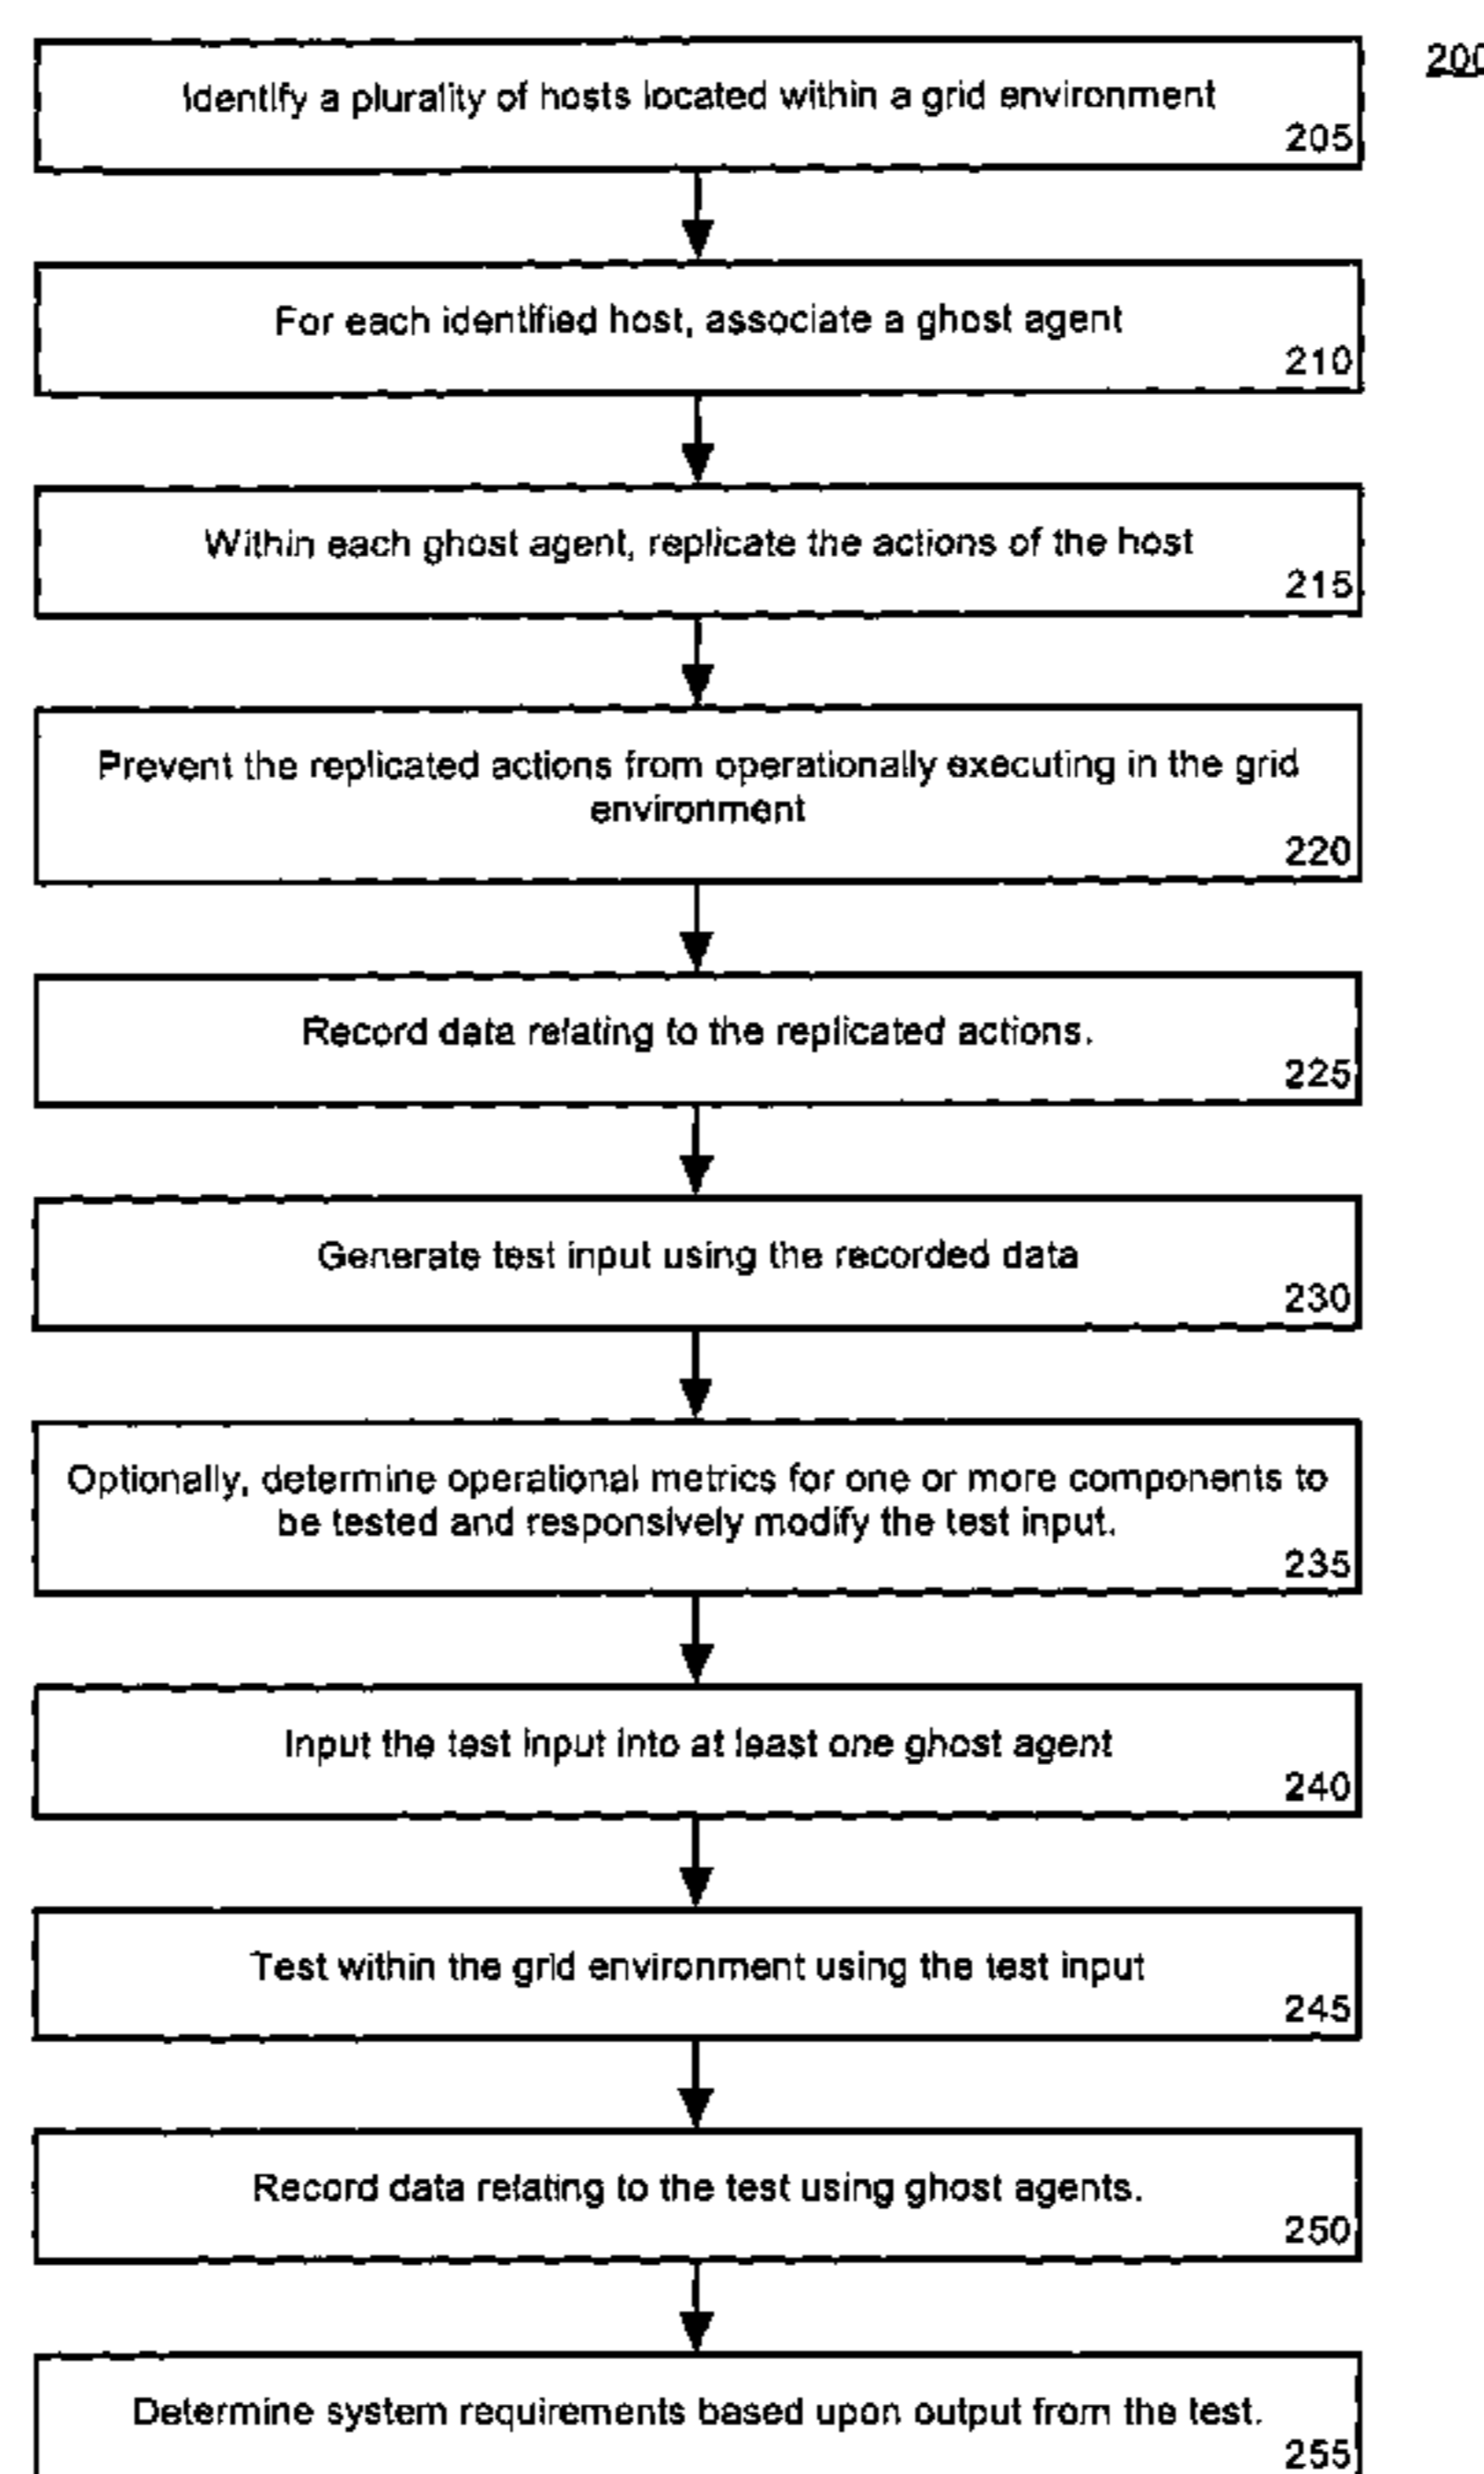 200
Identify a plurality of hosts located within a grid environment
205
For each identified host, associate a ghost agent
210
Within each ghost agent, replicate the actions of the host
215
Prevent the replicated actions from operationally executing in the grid
environment
220
Record data relating to the replicated actions.
225
Generate test input using the recorded data
230
Optionally, determine operational metrics for one or more components to
be tested and responsively modify the test input.
235
Input the test input into at least one ghost agent
240
Test within the grid environment using the test input
245
Record data relating to the test using ghost agents.
250
Determine system requirements based upon output from the test.
255